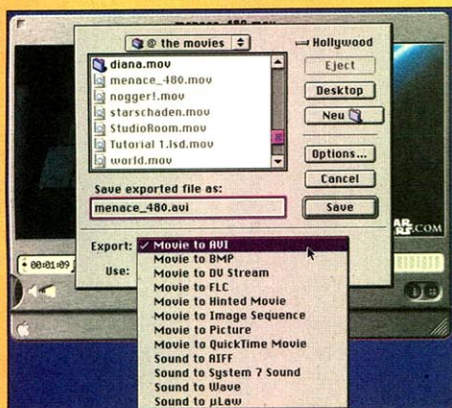 menace_480.mov
@ the movies
Hollywood
diana.mov
menace_480.mov
nogger!.mov
starschaden.mov
StudioRoom.mov
Tutorial 1.lsd.mov
world.mov
Eject
Desktop
Neu
Options...
Cancel
Save
Save exported file as:
menace_480.avi
.COM
Export:
✓ Movie to AVI
Movie to BMP
Movie to DV Stream
Movie to FLC
Movie to Hinted Movie
Movie to Image Sequence
Movie to Picture
Movie to QuickTime Movie
Sound to AIFF
Sound to System 7 Sound
Sound to Wave
Sound to µLaw
Use:
00:01:09